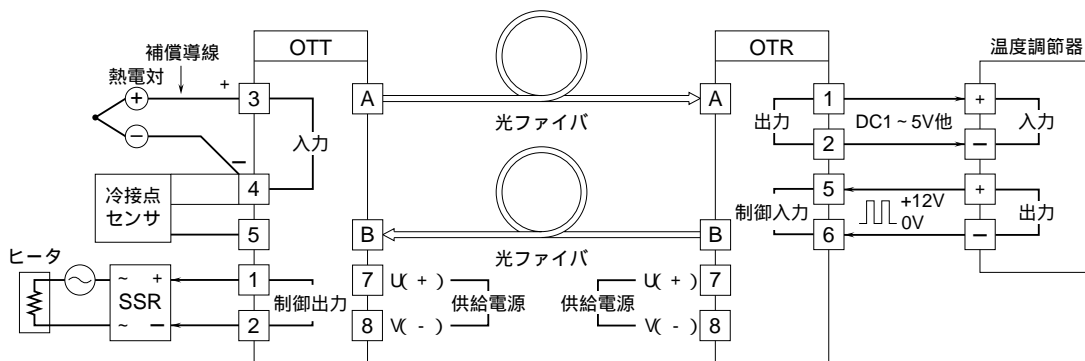 OTT
OTR
補償導線
熱電対
温度調節器
+
3
A
A
1
+
+
入力
光ファイバ
出力
DC1~5V他
入力
−
2
−
−
4
冷接点
センサ
5
+
制御入力
+12V
0V
出力
5
B
B
6
−
ヒータ
光ファイバ
~
+
1
7
U(+)
U(+)
7
SSR
制御出力
供給電源
供給電源
~
−
2
8
V(-)
V(-)
8